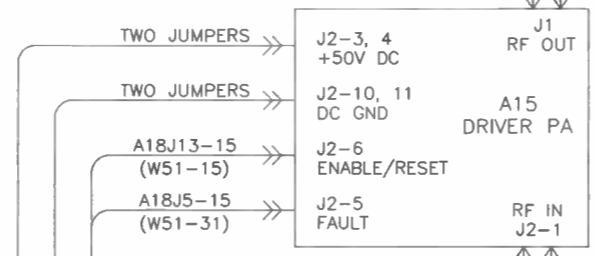 TWO JUMPERS
J2-3, 4
+50V DC
J1
RF OUT
TWO JUMPERS
J2-10, 11
DC GND
A15
DRIVER PA
A18J13-15
(W51-15)
J2-6
ENABLE/RESET
A18J5-15
(W51-31)
J2-5
FAULT
RF IN
J2-1